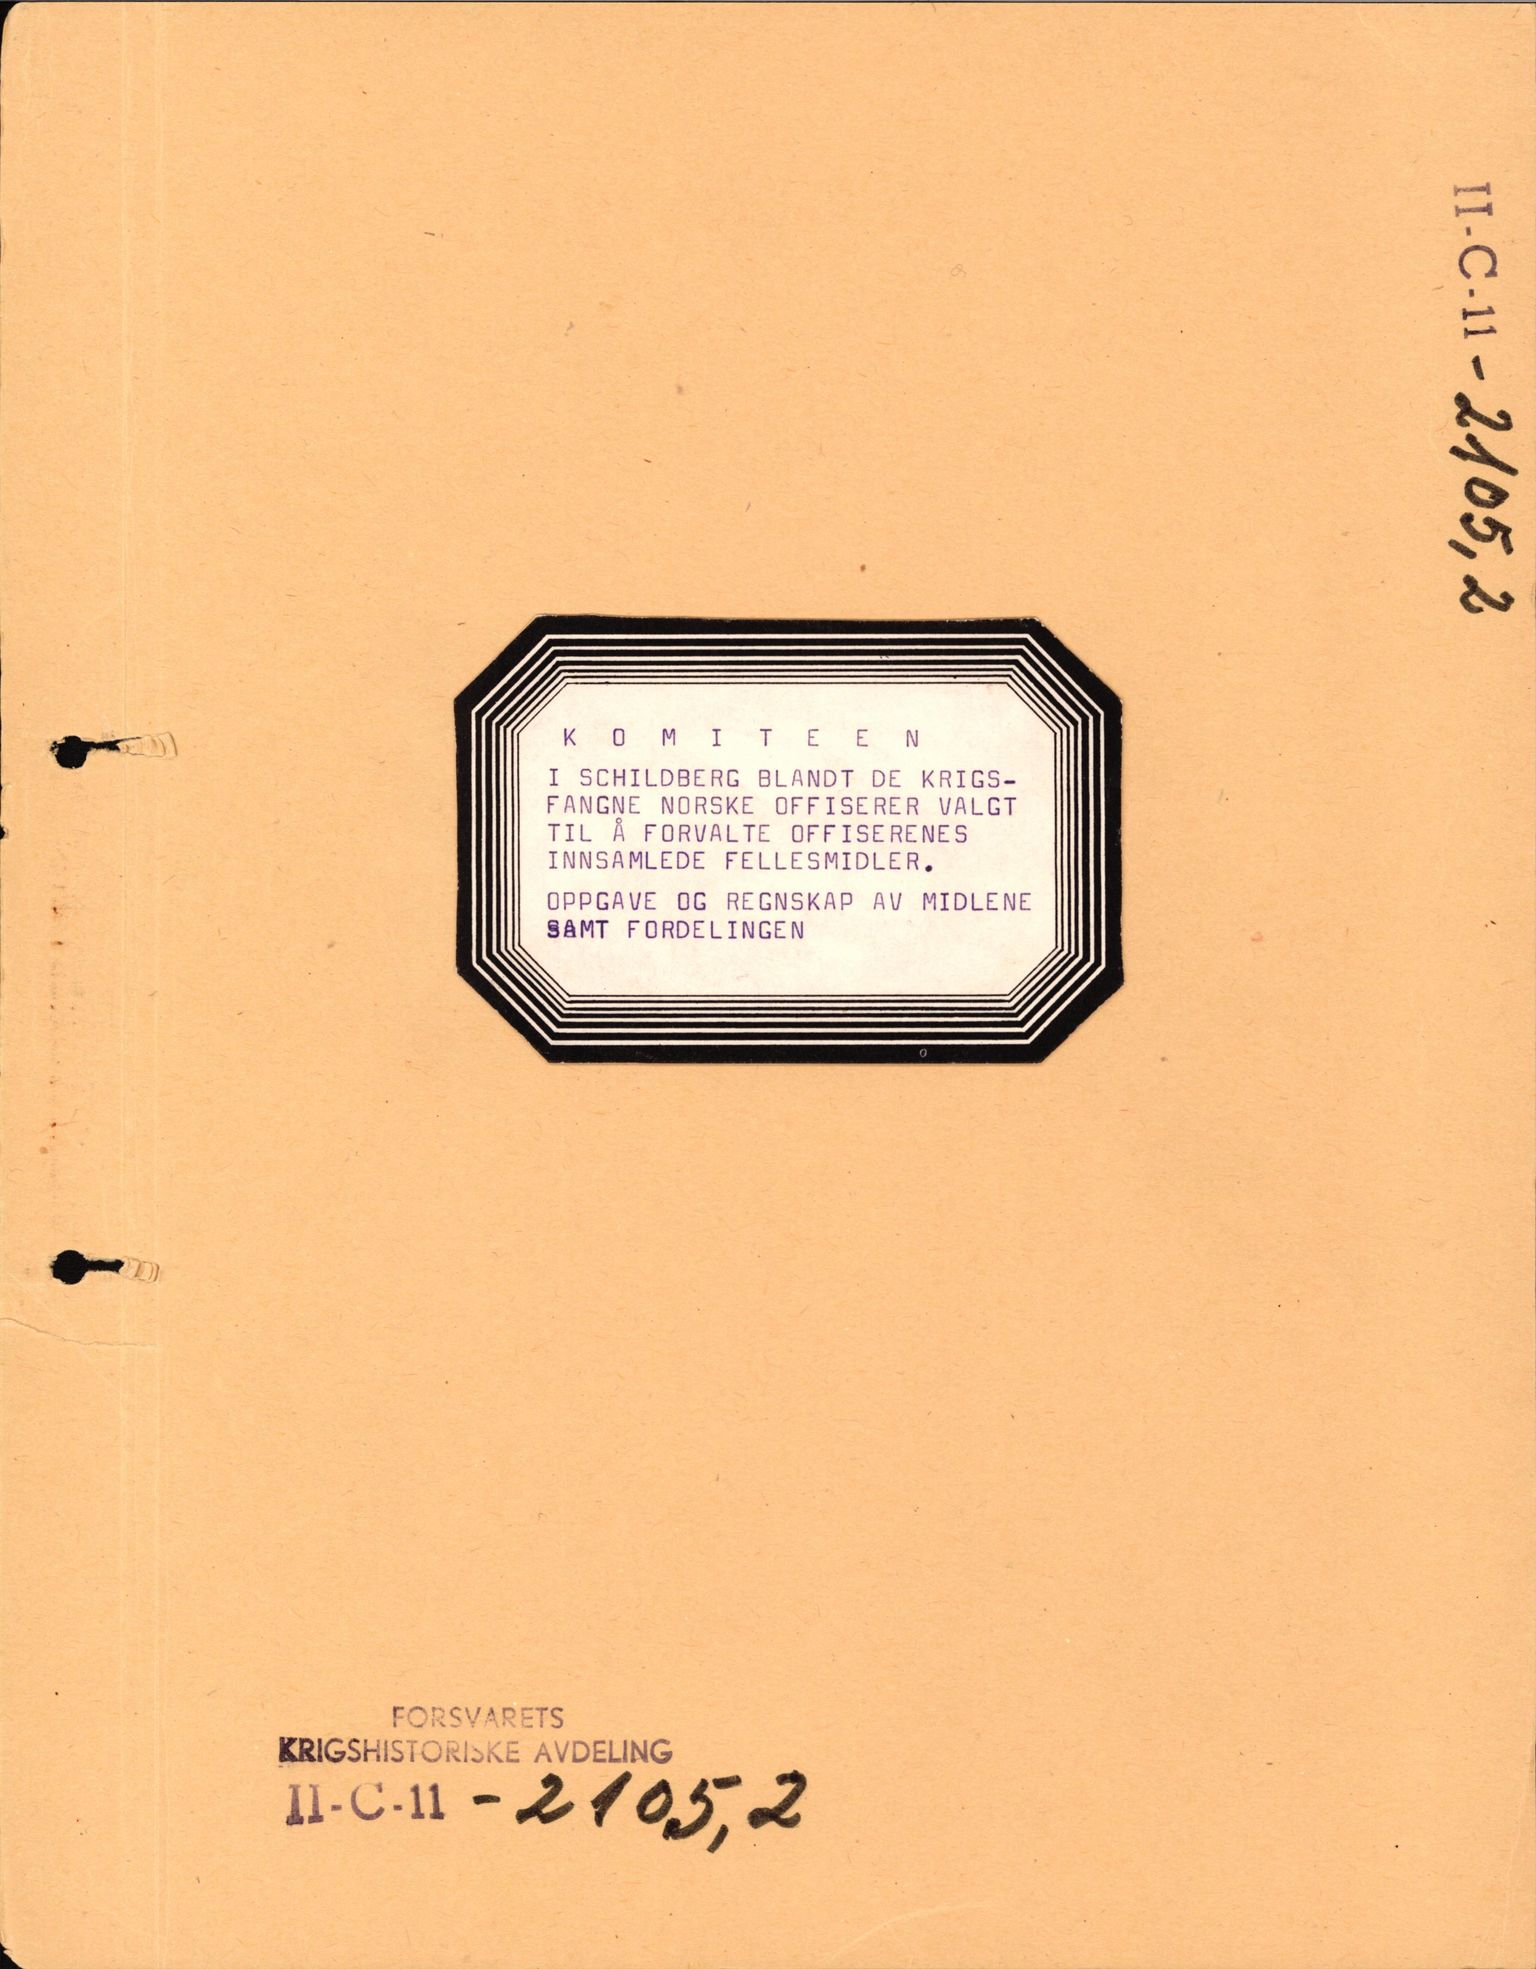 II-C-11 - 2105,2
K O M I T E E N
I SCHILDBERG BLANDT DE KRIGS-
FANGNE NORSKE OFFISERER VALGT
TIL Å FORVALTE OFFISERENES
INNSAMLEDE FELLESMIDLER.
OPPGAVE OG REGNSKAP AV MIDLENE
SAMT FORDELINGEN
FORSVARETS
KRIGSHISTORISKE AVDELING
II-C-11 - 2105,2